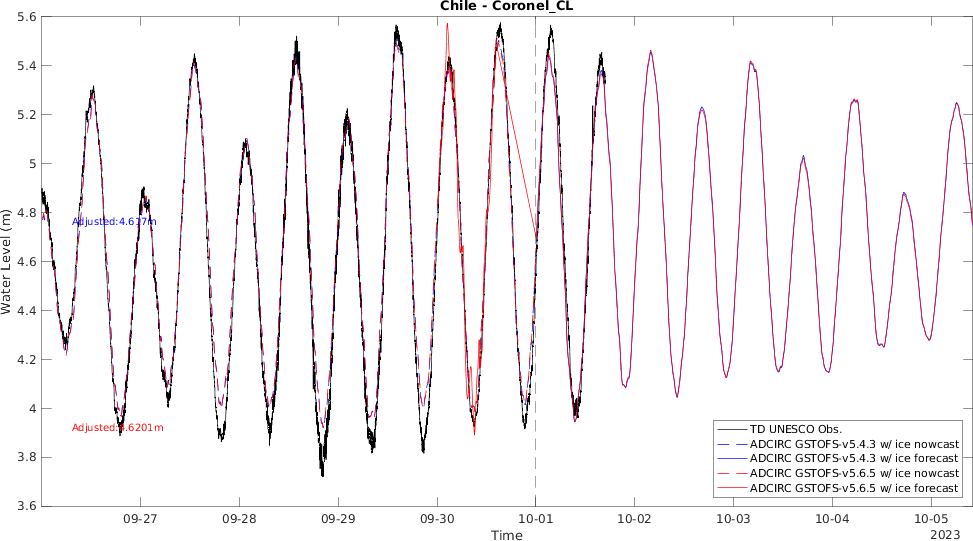 Chile - Coronel_CL
5.6
5.4
5.2
5
4.8
4.6
4.4
4.2
4
3.8
3.6
Water Level (m)
Adjusted:4.617m
Adjusted:4.6201m
TD UNESCO Obs.
ADCIRC GSTOFS-v5.4.3 w/ ice nowcast
ADCIRC GSTOFS-v5.4.3 w/ ice forecast
ADCIRC GSTOFS-v5.6.5 w/ ice nowcast
ADCIRC GSTOFS-v5.6.5 w/ ice forecast
09-27 09-28 09-29 09-30 10-01 10-02 10-03 10-04 10-05
Time
2023